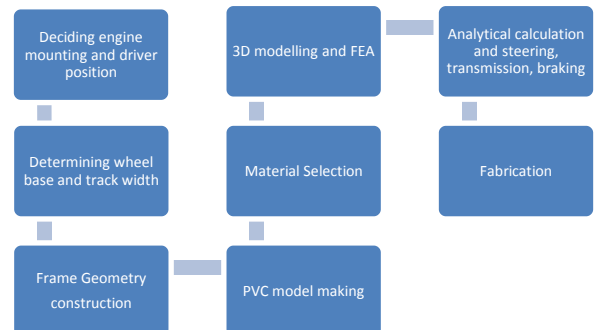 Deciding engine
mounting and driver
position
Determining wheel
base and track width
Frame Geometry
construction
PVC model making
Material Selection
3D modelling and FEA
Analytical calculation
and steering,
transmission, braking
Fabrication